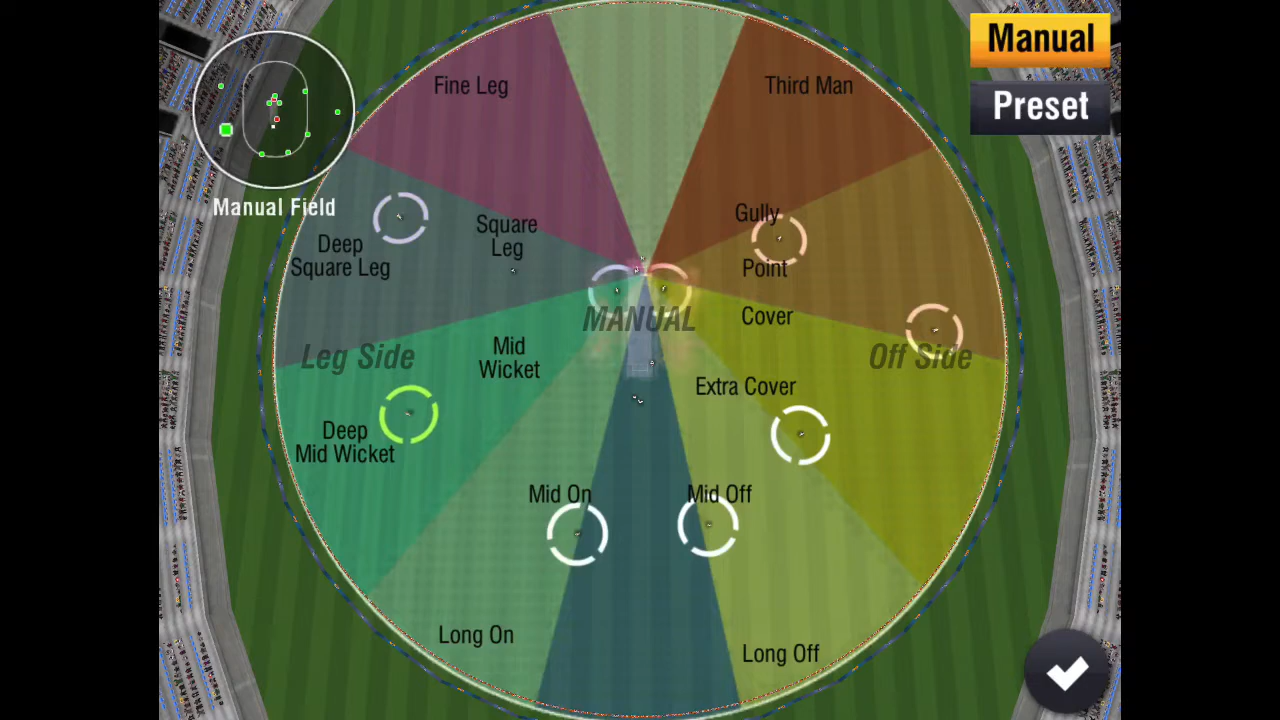 Manual
Fine Leg
Third Man
Preset
Manual Field
Gully
Square
Leg
Deep
Square Leg
Point
MANUAL
Cover
Leg Side
Mid
Wicket
Off Side
Extra Cover
Deep
Mid Wicket
Mid On
Mid Off
Long On
Long Off